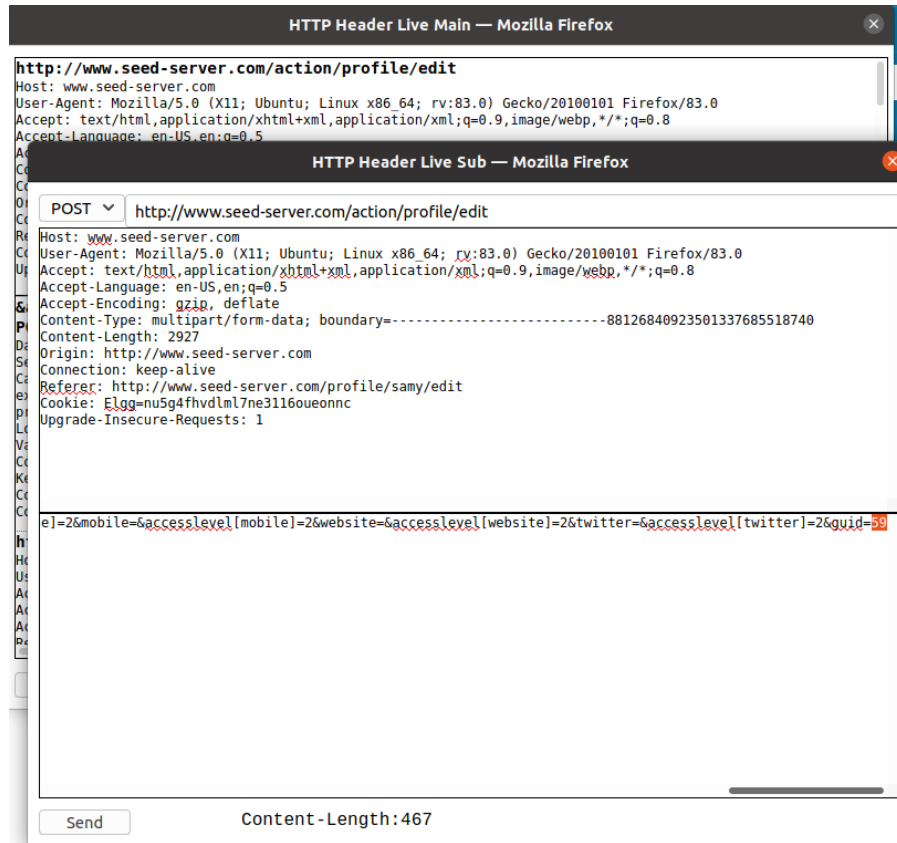 HTTP Header Live Main — Mozilla Firefox
http://www.seed-server.com/action/profile/edit
Host: www.seed-server.com
User-Agent: Mozilla/5.0 (X11; Ubuntu; Linux x86_64; rv:83.0) Gecko/20100101 Firefox/83.0
Accept: text/html,application/xhtml+xml,application/xml;q=0.9,image/webp,*/*;q=0.8
Accept-Language: en-US,en;q=0.5
HTTP Header Live Sub — Mozilla Firefox
POST http://www.seed-server.com/action/profile/edit
Host: www.seed-server.com
User-Agent: Mozilla/5.0 (X11; Ubuntu; Linux x86_64; rv:83.0) Gecko/20100101 Firefox/83.0
Accept: text/html,application/xhtml+xml,application/xml;q=0.9,image/webp,*/*;q=0.8
Accept-Language: en-US,en;q=0.5
Accept-Encoding: gzip, deflate
Content-Type: multipart/form-data; boundary=---------------------------88126840923501337685518740
Content-Length: 2927
Origin: http://www.seed-server.com
Connection: keep-alive
Referer: http://www.seed-server.com/profile/samy/edit
Cookie: Elgg=nu5g4fhvdlml7ne3116oueonnc
Upgrade-Insecure-Requests: 1
e]=2&mobile=&accesslevel[mobile]=2&website=&accesslevel[website]=2&twitter=&accesslevel[twitter]=2&guid=59
Send Content-Length:467